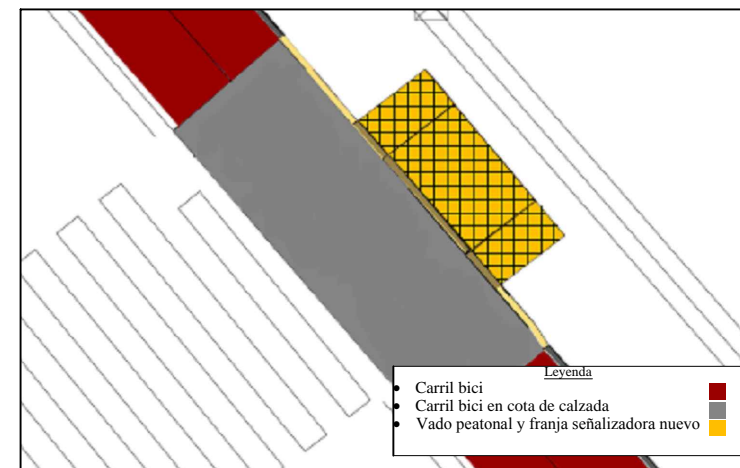 Leyenda
• Carril bici
• Carril bici en cota de calzada
• Vado peatonal y franja señalizadora nuevo